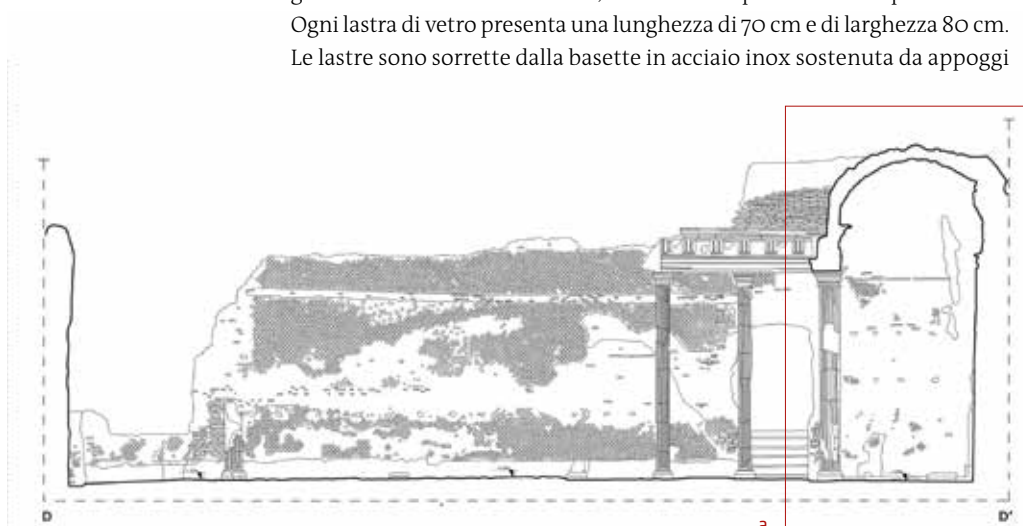 Ogni lastra di vetro presenta una lunghezza di 70 cm e di larghezza 80 cm.
Le lastre sono sorrette dalla basette in acciaio inox sostenuta da appoggi
D
D'
a